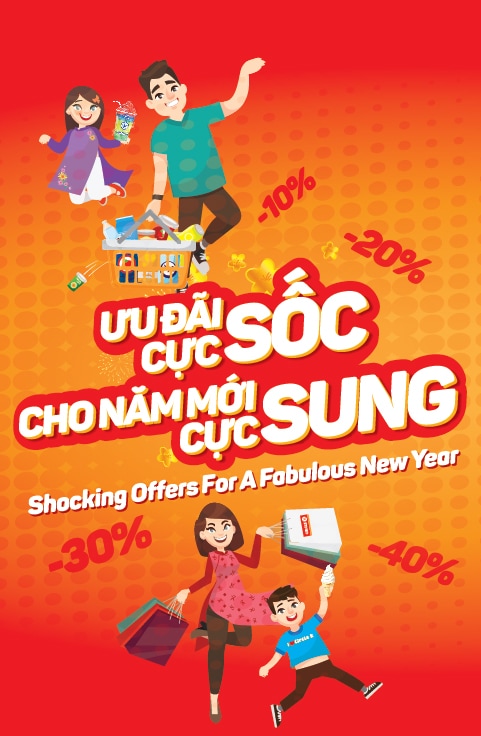 -10%
-20%
ƯU ĐÃI
CỰC SỐC
CHO NĂM MỚI
CỰC SUNG
Shocking Offers For A Fabulous New Year
-30%
-40%
Circle K